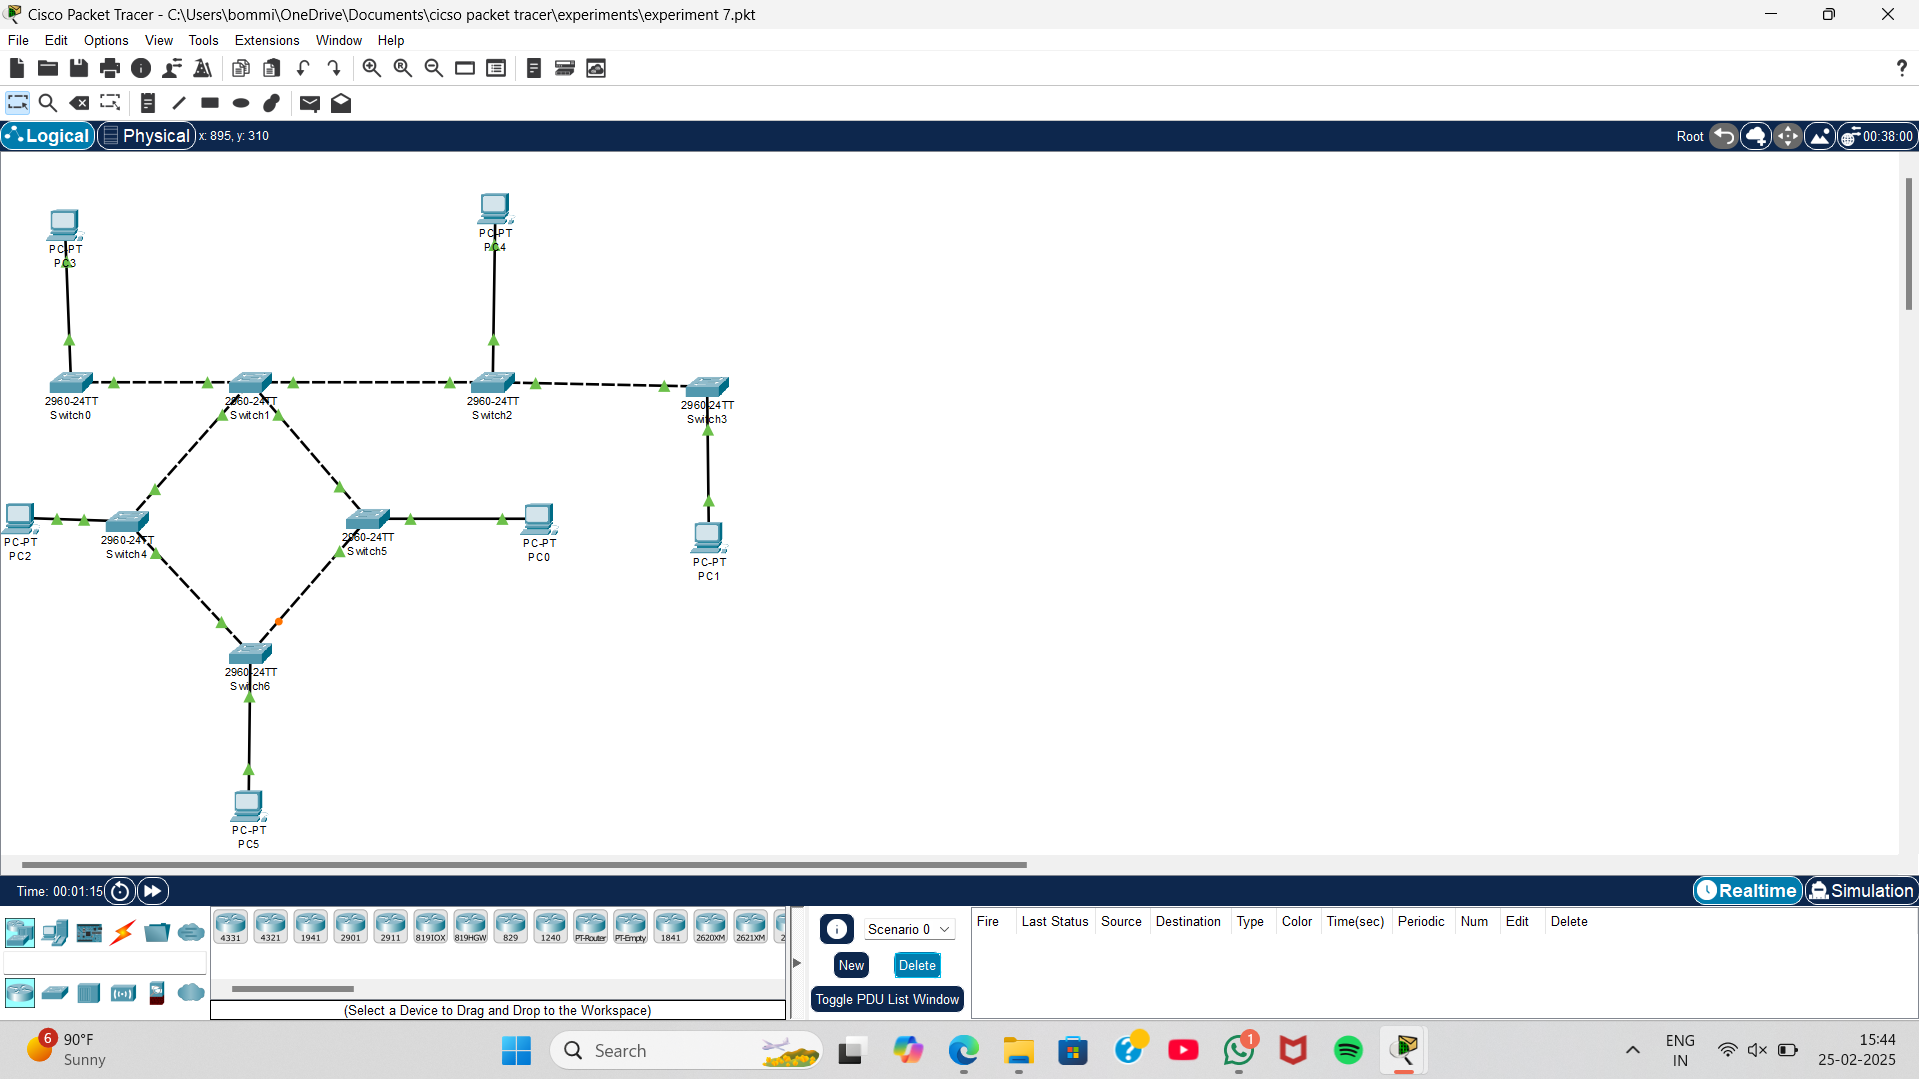 Cisco Packet Tracer - C:\Users\bommi\OneDrive\Documents\cicso packet tracer\experiments\experiment 7.pkt
File Edit Options View Tools Extensions Window Help
?
Logical Physical x: 895, y: 310 Root 00:38:00
PC-PT
PC3
PC-PT
PC4
2960-24TT
Switch0
2960-24TT
Switch1
2960-24TT
Switch2
2960-24TT
Switch3
PC-PT
PC2
2960-24TT
Switch4
2960-24TT
Switch5
PC-PT
PC0
PC-PT
PC1
2960-24TT
Switch6
PC-PT
PC5
Time: 00:01:15 Realtime Simulation
4331 4321 1941 2901 2911 819IOX 819HGW 829 1240 PT-Router PT-Empty 1841 2620XM 2621XM 2
(Select a Device to Drag and Drop to the Workspace)
Scenario 0
New Delete
Toggle PDU List Window
Fire Last Status Source Destination Type Color Time(sec) Periodic Num Edit Delete
6
90°F
Sunny
Search
1
ENG
IN
15:44
25-02-2025